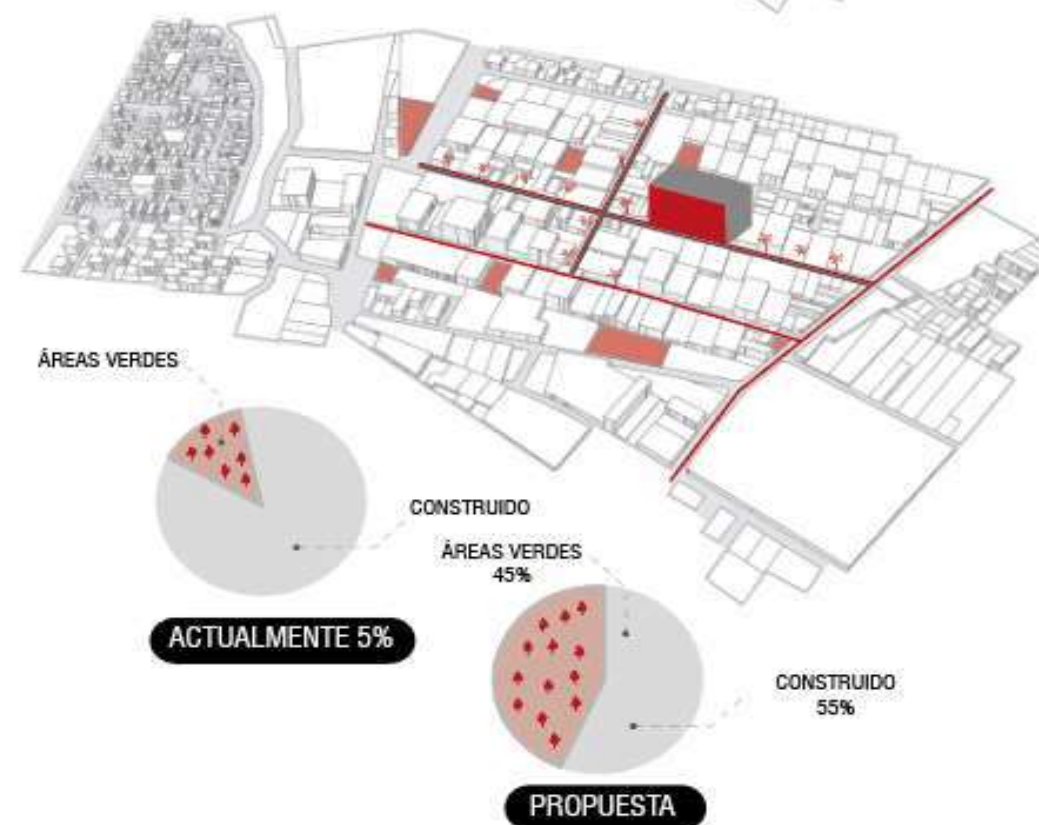 ÁREAS VERDES
CONSTRUIDO
ACTUALMENTE 5%
ÁREAS VERDES
45%
CONSTRUIDO
55%
PROPUESTA